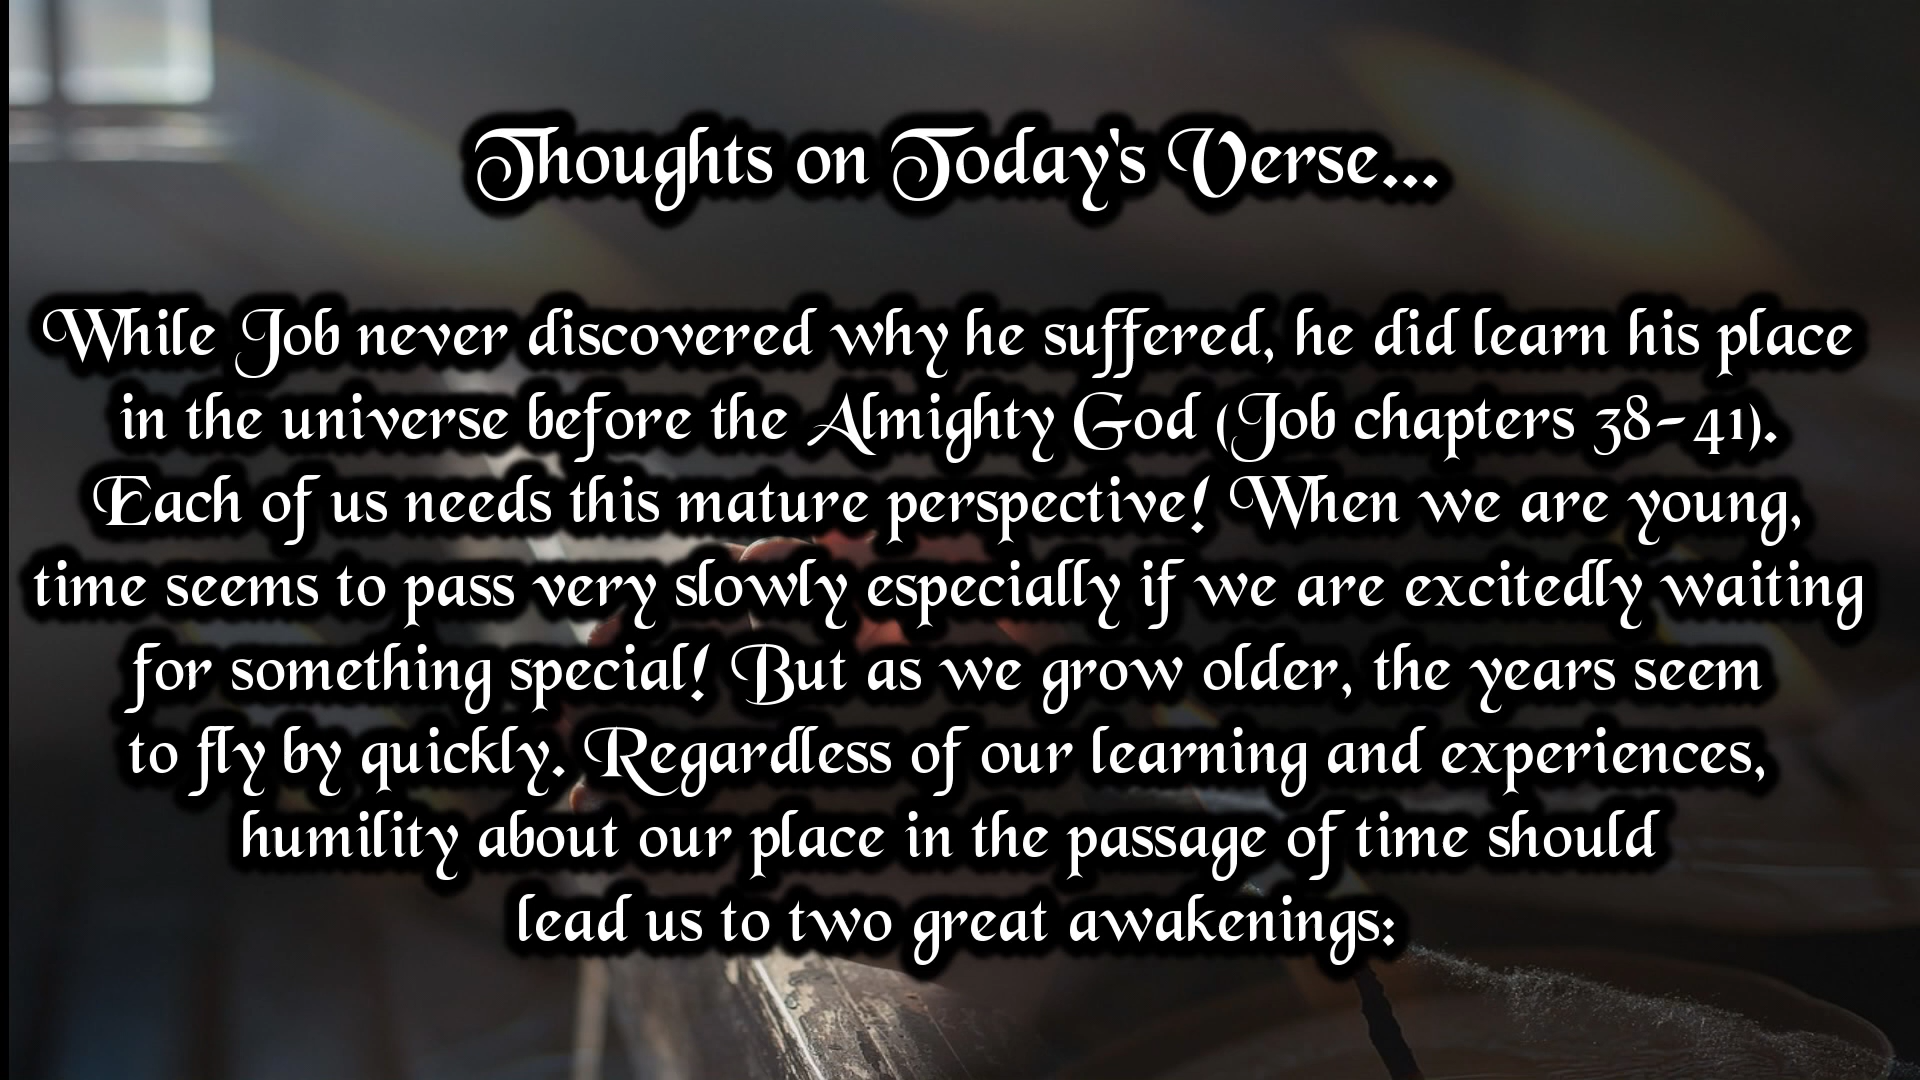 Thoughts on Today's Verse...
While Job never discovered why he suffered, he did learn his place
in the universe before the Almighty God (Job chapters 38-41).
Each of us needs this mature perspective! When we are young,
time seems to pass very slowly especially if we are excitedly waiting
for something special! But as we grow older, the years seem
to fly by quickly. Regardless of our learning and experiences,
humility about our place in the passage of time should
lead us to two great awakenings: